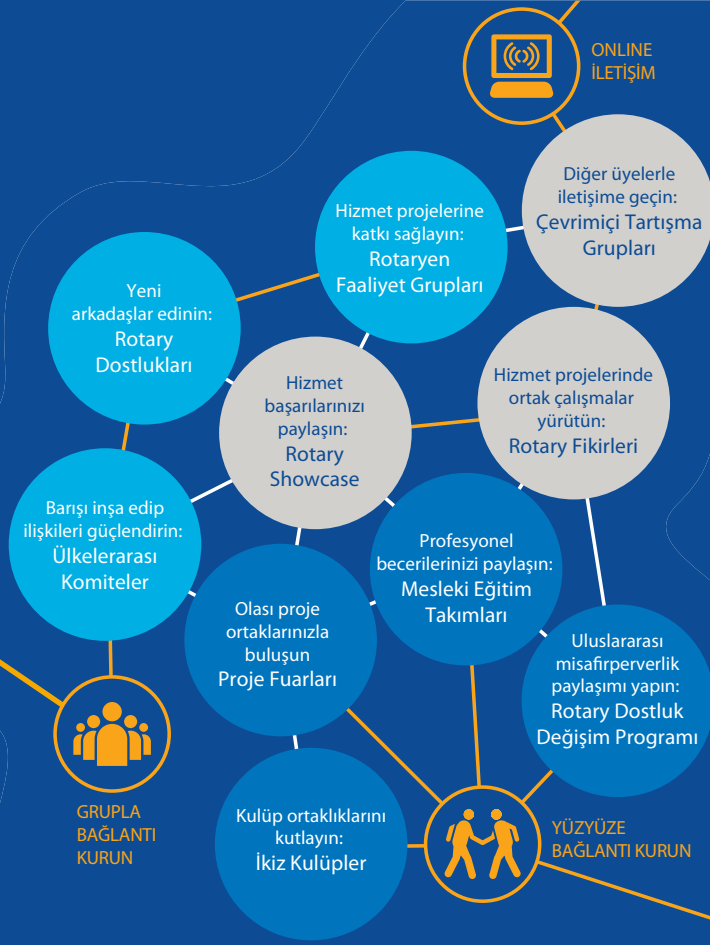 ONLINE
İLETİŞİM
Diğer üyelerle
iletişime geçin:
Çevrimiçi Tartışma
Grupları
Hizmet projelerine
katkı sağlayın:
Rotaryen
Faaliyet Grupları
Yeni
arkadaşlar edinin:
Rotary
Dostlukları
Hizmet
başarılarınızı
paylaşın:
Rotary
Showcase
Hizmet projelerinde
ortak çalışmalar
yürütün:
Rotary Fikirleri
Barışı inşa edip
ilişkileri güçlendirin:
Ülkelerarası
Komiteler
Profesyonel
becerilerinizi paylaşın:
Mesleki Eğitim
Takımları
Olası proje
ortaklarınızla
buluşun
Proje Fuarları
Uluslararası
misafirperverlik
paylaşımı yapın:
Rotary Dostluk
Değişim Programı
GRUPLA
BAĞLANTI
KURUN
Kulüp ortaklıklarını
kutlayın:
İkiz Kulüpler
YÜZYÜZE
BAĞLANTI KURUN